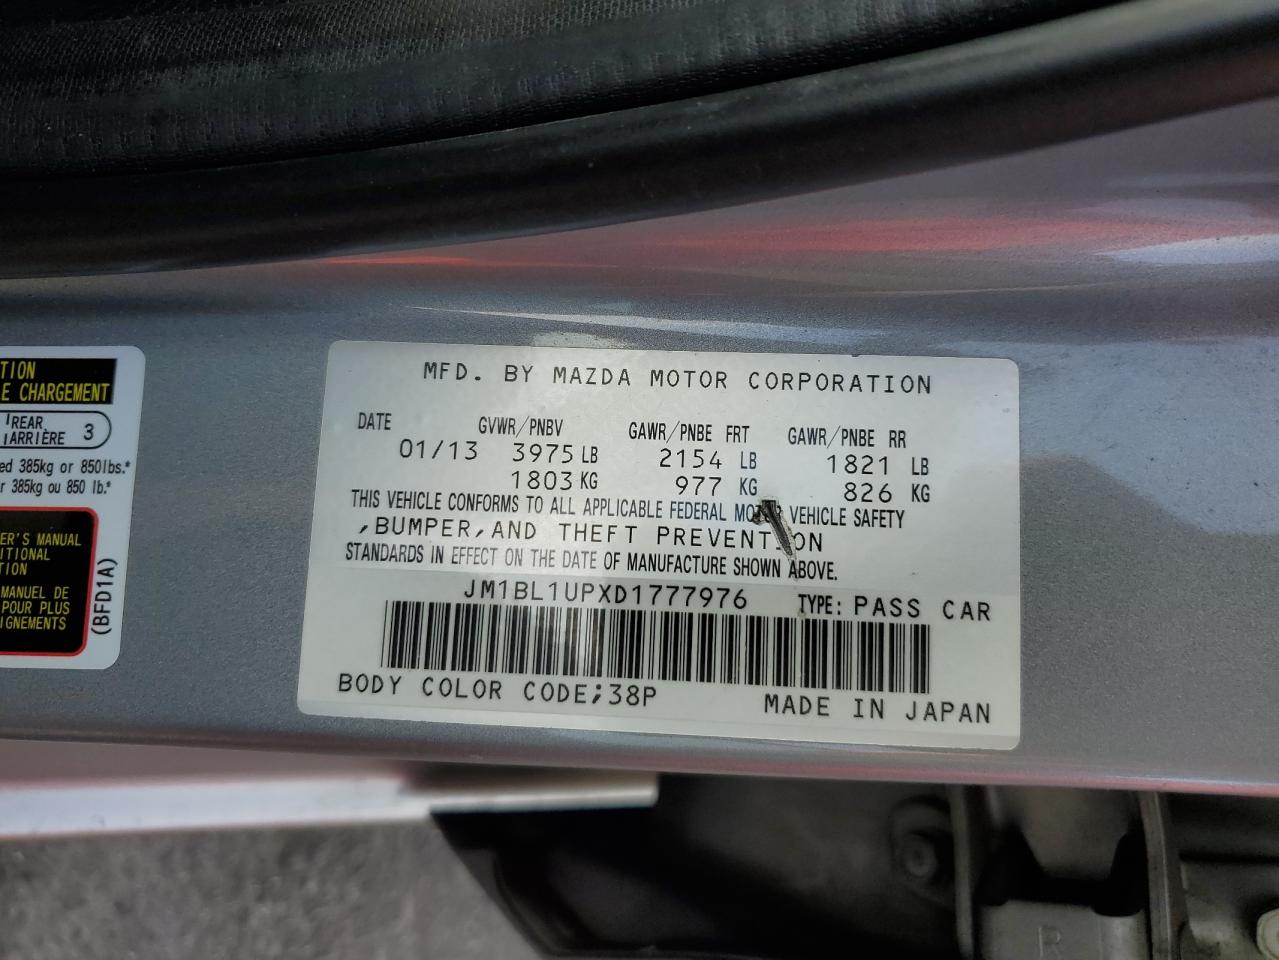 TION
E CHARGEMENT
REAR
ARRIÈRE 3
ed 385kg or 850lbs.*
r 385kg ou 850 lb.*
ER'S MANUAL
ITIONAL
TION
MANUEL DE
POUR PLUS
IGNEMENTS
(BFD1A)
MFD. BY MAZDA MOTOR CORPORATION
DATE GVWR/PNBV GAWR/PNBE FRT GAWR/PNBE RR
01/13 3975 LB 2154 LB 1821 LB
1803 KG 977 KG 826 KG
THIS VEHICLE CONFORMS TO ALL APPLICABLE FEDERAL MOTOR VEHICLE SAFETY
,BUMPER,AND THEFT PREVENTION
STANDARDS IN EFFECT ON THE DATE OF MANUFACTURE SHOWN ABOVE.
JM1BL1UPXD1777976 TYPE: PASS CAR
BODY COLOR CODE;38P MADE IN JAPAN
R